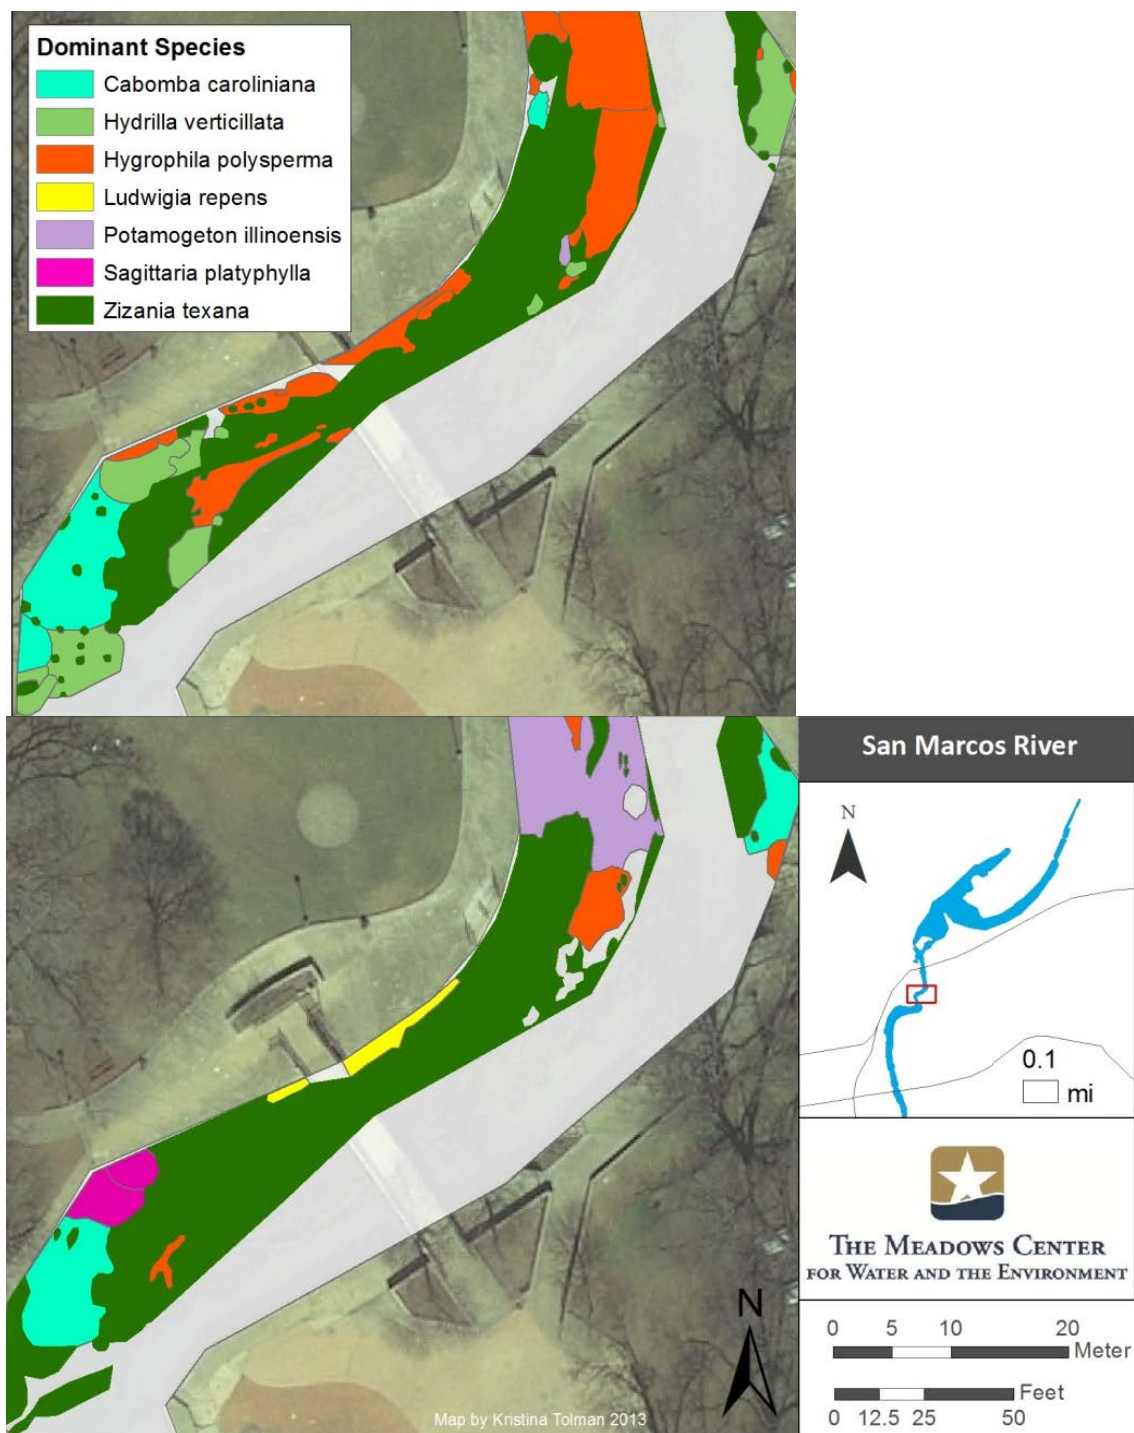 Dominant Species
Cabomba caroliniana
Hydrilla verticillata
Hygrophila polysperma
Ludwigia repens
Potamogeton illinoensis
Sagittaria platyphylla
Zizania texana
San Marcos River
N
0.1
mi
THE MEADOWS CENTER
FOR WATER AND THE ENVIRONMENT
N
0 5 10 20
Meter
Feet
0 12.5 25 50
Map by Kristina Tolman 2013